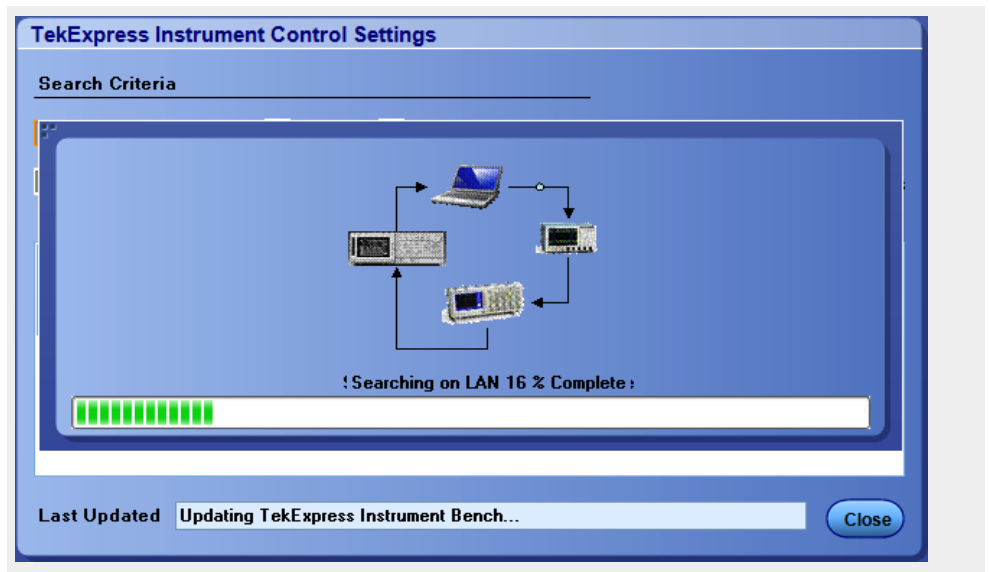 TekExpress Instrument Control Settings
Search Criteria
Searching on LAN 16 % Complete
Last Updated Updating TekExpress Instrument Bench...
Close